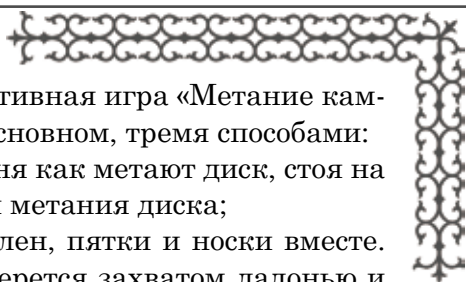 тивная игра «Метание кам-
сновном, тремя способами:
ня как метают диск, стоя на
метания диска;
лен, пятки и носки вместе.
ерется захватом ладонью и